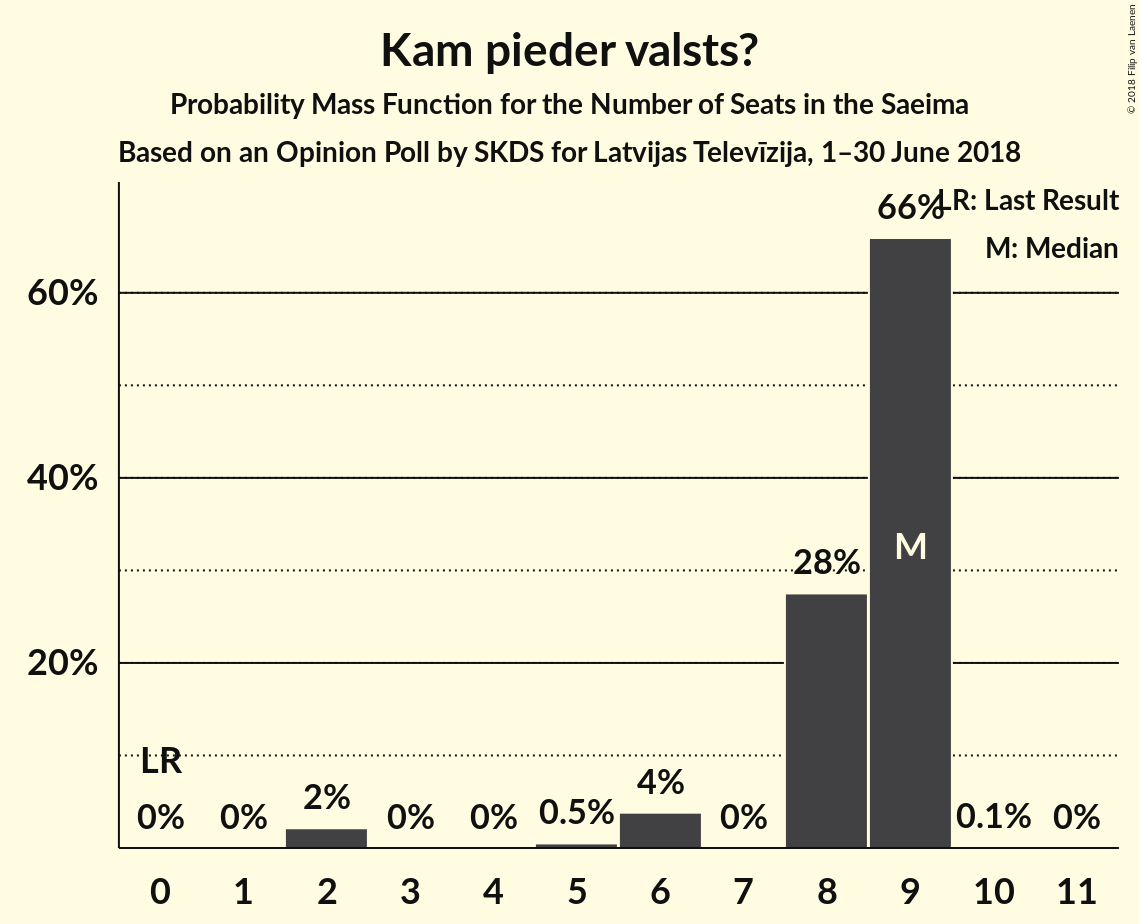 Kam pieder valsts?
Probability Mass Function for the Number of Seats in the Saeima
Based on an Opinion Poll by SKDS for Latvijas Televīzija, 1–30 June 2018
© 2018 Filip van Laenen
LR: Last Result
M: Median
60%
40%
20%
LR
0%
0%
2%
0%
0%
0.5%
4%
0%
28%
66%
M
0.1%
0%
0 1 2 3 4 5 6 7 8 9 10 11